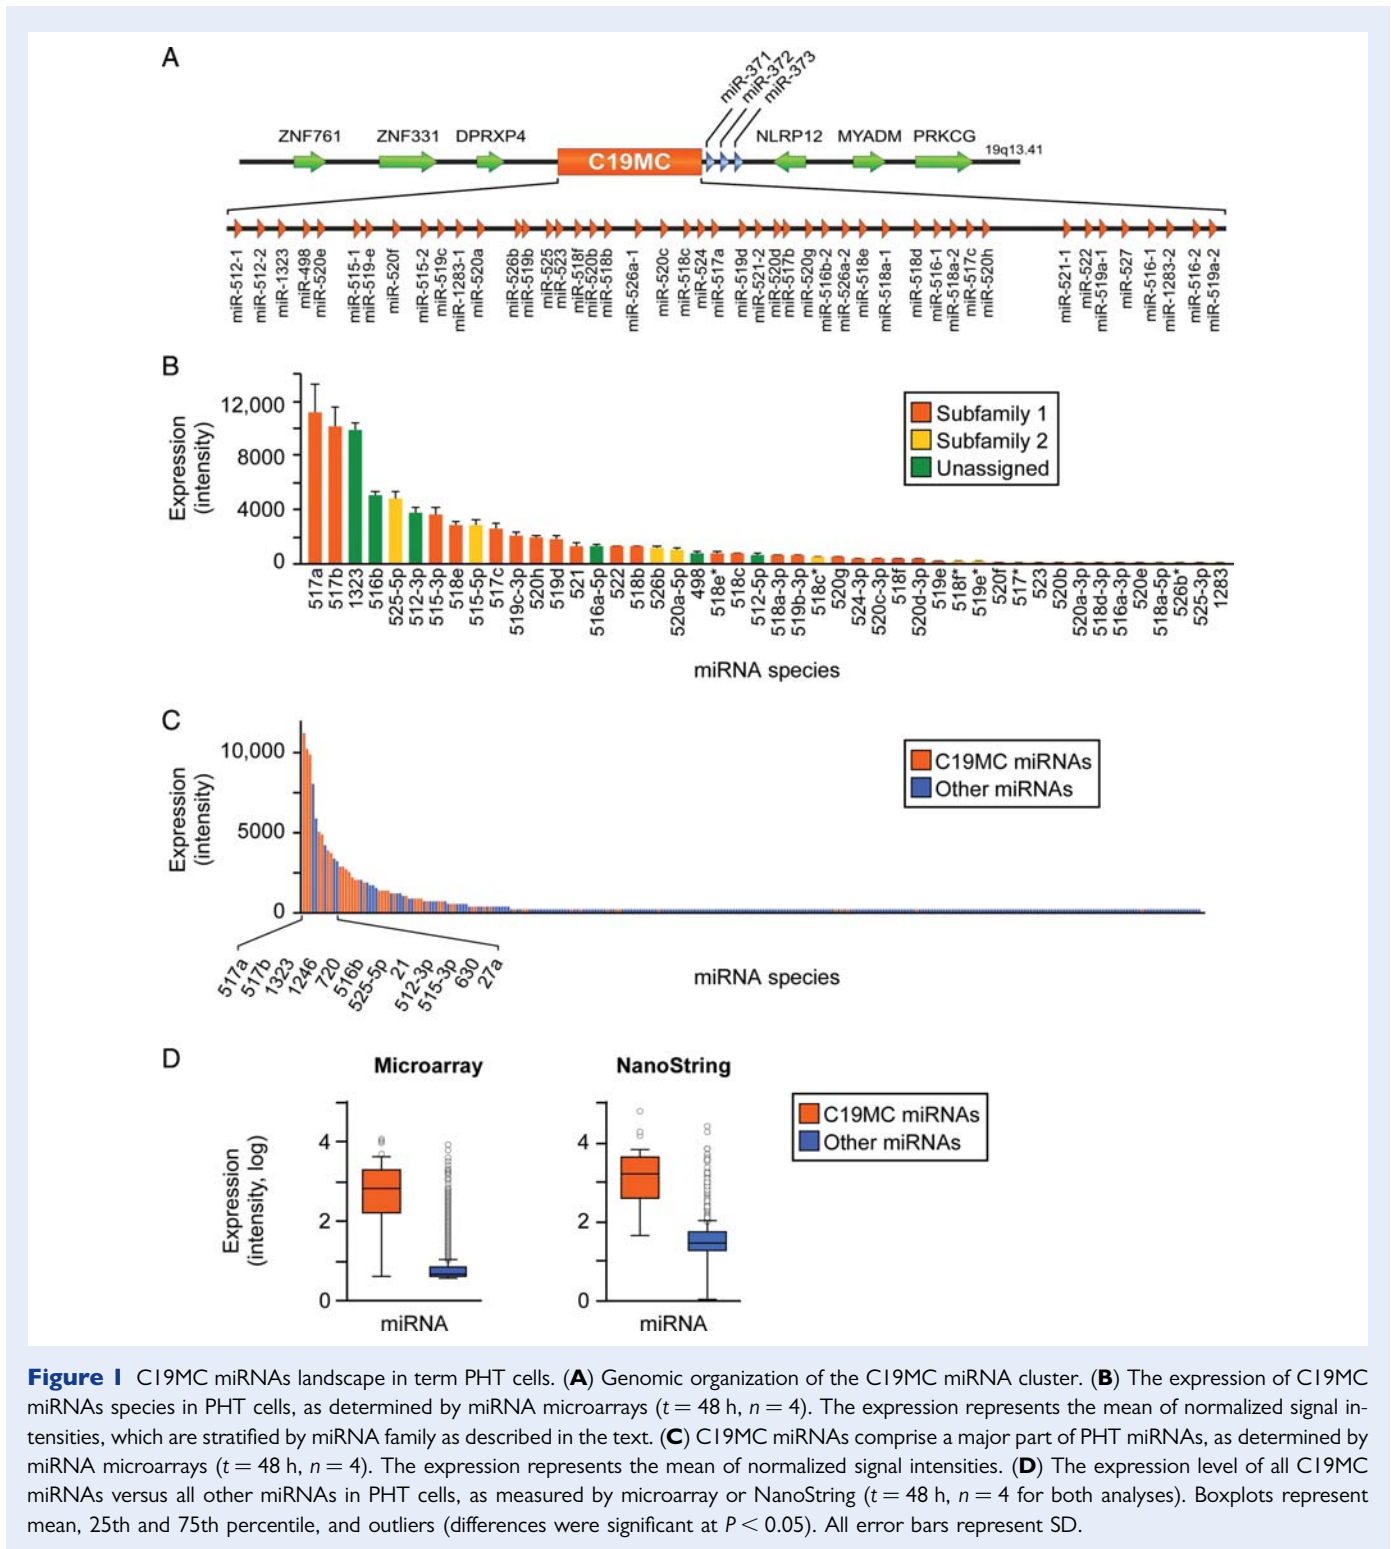 A
miR-371
miR-372
miR-373
ZNF761 ZNF331 DPRXP4 NLRP12 MYADM PRKCG
19q13.41
C19MC
miR-512-1 miR-512-2 miR-1323 miR-498 miR-520e miR-515-1 miR-519-e miR-520f miR-515-2 miR-519c miR-1283-1 miR-520a miR-526b miR-519b miR-525 miR-523 miR-518f miR-520b miR-518b miR-526a-1 miR-520c miR-518c miR-524 miR-517a miR-519d miR-521-2 miR-520d miR-517b miR-520g miR-516b-2 miR-526a-2 miR-518e miR-518a-1 miR-518d miR-516-1 miR-518a-2 miR-517c miR-520h miR-521-1 miR-522 miR-519a-1 miR-527 miR-516-1 miR-1283-2 miR-516-2 miR-519a-2
B
Expression
(intensity)
12,000
8000
4000
0
Subfamily 1
Subfamily 2
Unassigned
517a 517b 1323 516b 525-5p 512-3p 515-3p 518e 515-5p 517c 519c-3p 520h 519d 521 516a-5p 522 518b 526b 520a-5p 498 518e* 518c 512-5p 518a-3p 519b-3p 518c* 520g 524-3p 520c-3p 518f 520d-3p 519e 518f* 519e* 520f 517* 523 520b 520a-3p 518d-3p 516a-3p 520e 518a-5p 526b* 525-3p 1283
miRNA species
C
Expression
(intensity)
10,000
5000
0
C19MC miRNAs
Other miRNAs
517a 517b 1323 1246 720 516b 525-5p 21 512-3p 515-3p 630 27a
miRNA species
D
Microarray NanoString
Expression
(intensity, log)
4
2
0
miRNA
4
2
0
miRNA
C19MC miRNAs
Other miRNAs
Figure 1 C19MC miRNAs landscape in term PHT cells. (A) Genomic organization of the C19MC miRNA cluster. (B) The expression of C19MC
miRNAs species in PHT cells, as determined by miRNA microarrays (t = 48 h, n = 4). The expression represents the mean of normalized signal in-
tensities, which are stratified by miRNA family as described in the text. (C) C19MC miRNAs comprise a major part of PHT miRNAs, as determined by
miRNA microarrays (t = 48 h, n = 4). The expression represents the mean of normalized signal intensities. (D) The expression level of all C19MC
miRNAs versus all other miRNAs in PHT cells, as measured by microarray or NanoString (t = 48 h, n = 4 for both analyses). Boxplots represent
mean, 25th and 75th percentile, and outliers (differences were significant at P < 0.05). All error bars represent SD.